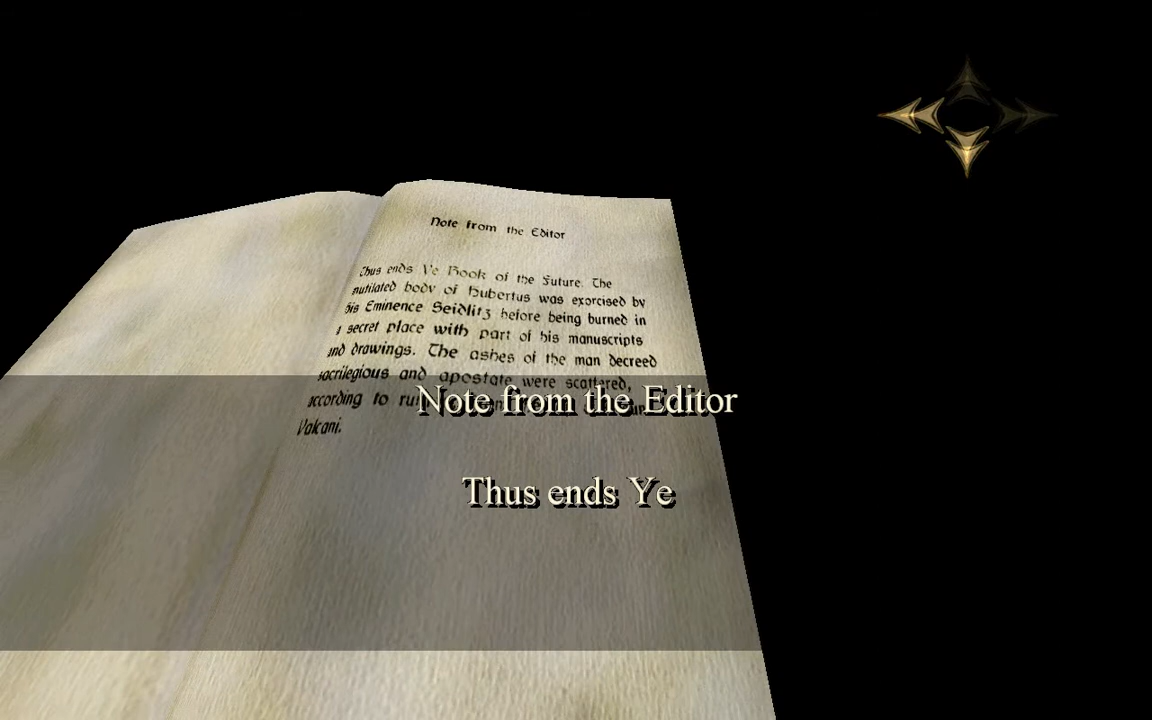 Note from the Editor
Thus ends Ye Book of the Future. The
mutilated body of Hubertus was exorcised by
his Eminence Seidlitz before being burned in
a secret place with part of his manuscripts
and drawings. The ashes of the man decreed
sacrilegious and apostate were scattered,
according to
Vulcani.
Note from the Editor
Thus ends Ye